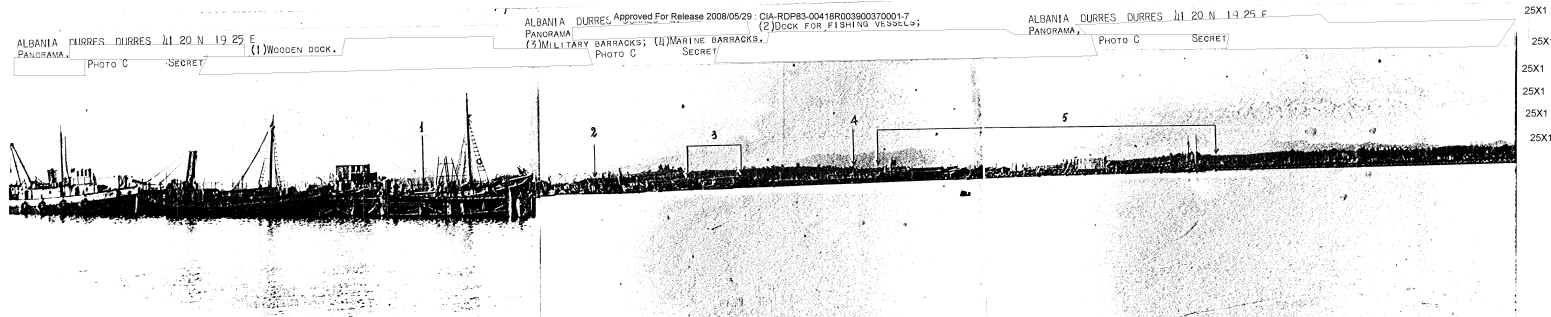 Approved For Release 2008/05/29 : CIA-RDP83-00418R003900370001-7
ALBANIA DURRES DURRES 41 20 N 19 25 E
PANORAMA. (1)WOODEN DOCK.
PHOTO C SECRET
ALBANIA DURRES
PANORAMA (2)DOCK FOR FISHING VESSELS;
(3)MILITARY BARRACKS; (4)MARINE BARRACKS.
PHOTO C SECRET
ALBANIA DURRES DURRES 41 20 N 19 25 E
PANORAMA,
PHOTO C SECRET
25X1
25X
25X1
25X1
25X1
25X1
1
2
3
4
5